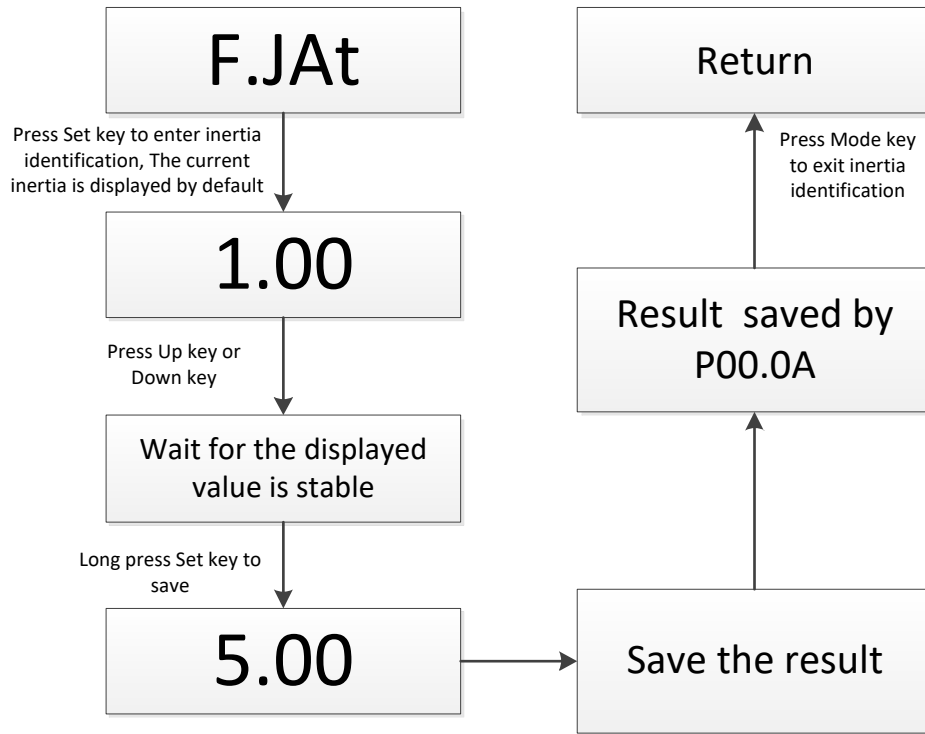 F.JAt
Press Set key to enter inertia
identification, The current
inertia is displayed by default
1.00
Press Up key or
Down key
Wait for the displayed
value is stable
Long press Set key to
save
5.00
Save the result
Result  saved by
P00.0A
Press Mode key
to exit inertia
identification
Return